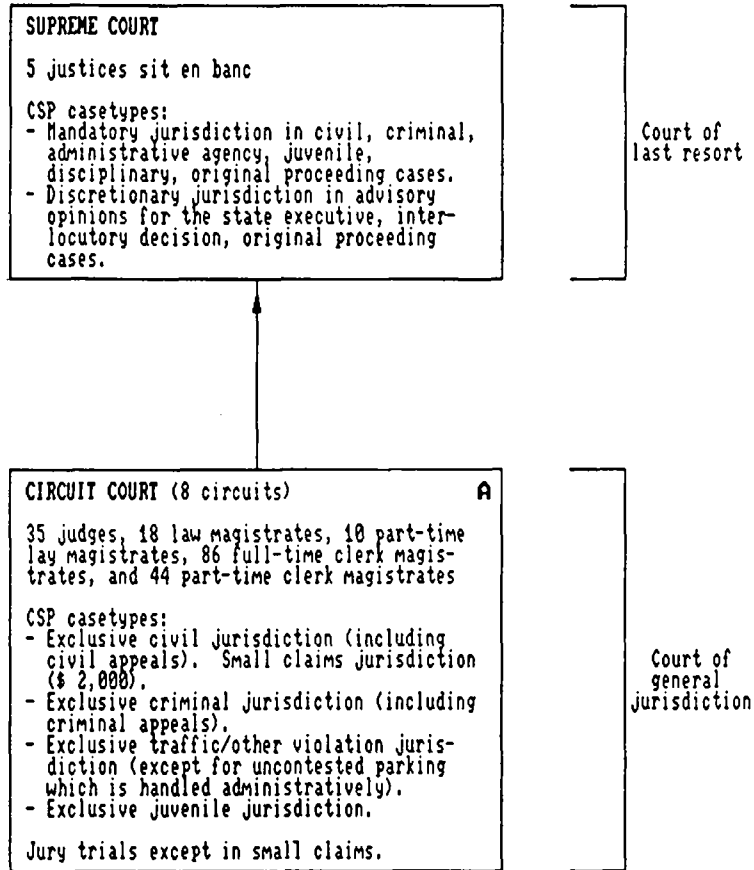 SUPREME COURT
5 justices sit en banc
CSP casetypes:
- Mandatory jurisdiction in civil, criminal,
administrative agency, juvenile,
disciplinary, original proceeding cases.
- Discretionary jurisdiction in advisory
opinions for the state executive, inter-
locutory decision, original proceeding
cases.
Court of
last resort
CIRCUIT COURT (8 circuits) A
35 judges, 18 law magistrates, 10 part-time
lay magistrates, 86 full-time clerk magis-
trates, and 44 part-time clerk magistrates
CSP casetypes:
- Exclusive civil jurisdiction (including
civil appeals). Small claims jurisdiction
($ 2,000).
- Exclusive criminal jurisdiction (including
criminal appeals).
- Exclusive traffic/other violation juris-
diction (except for uncontested parking
which is handled administratively).
- Exclusive juvenile jurisdiction.
Jury trials except in small claims.
Court of
general
jurisdiction